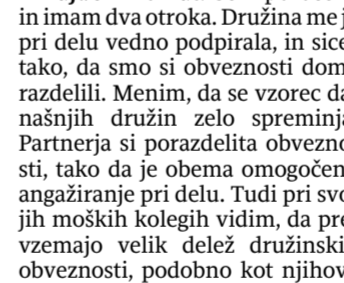 in imam dva otroka. Družina me j
pri delu vedno podpirala, in sice
tako, da smo si obveznosti dom
razdelili. Menim, da se vzorec da
našnjih družin zelo spreminj
Partnerja si porazdelita obvezno
sti, tako da je obema omogočen
angažiranje pri delu. Tudi pri svo
jih moških kolegih vidim, da pre
vzemajo velik delež družinski
obveznosti, podobno kot njihov